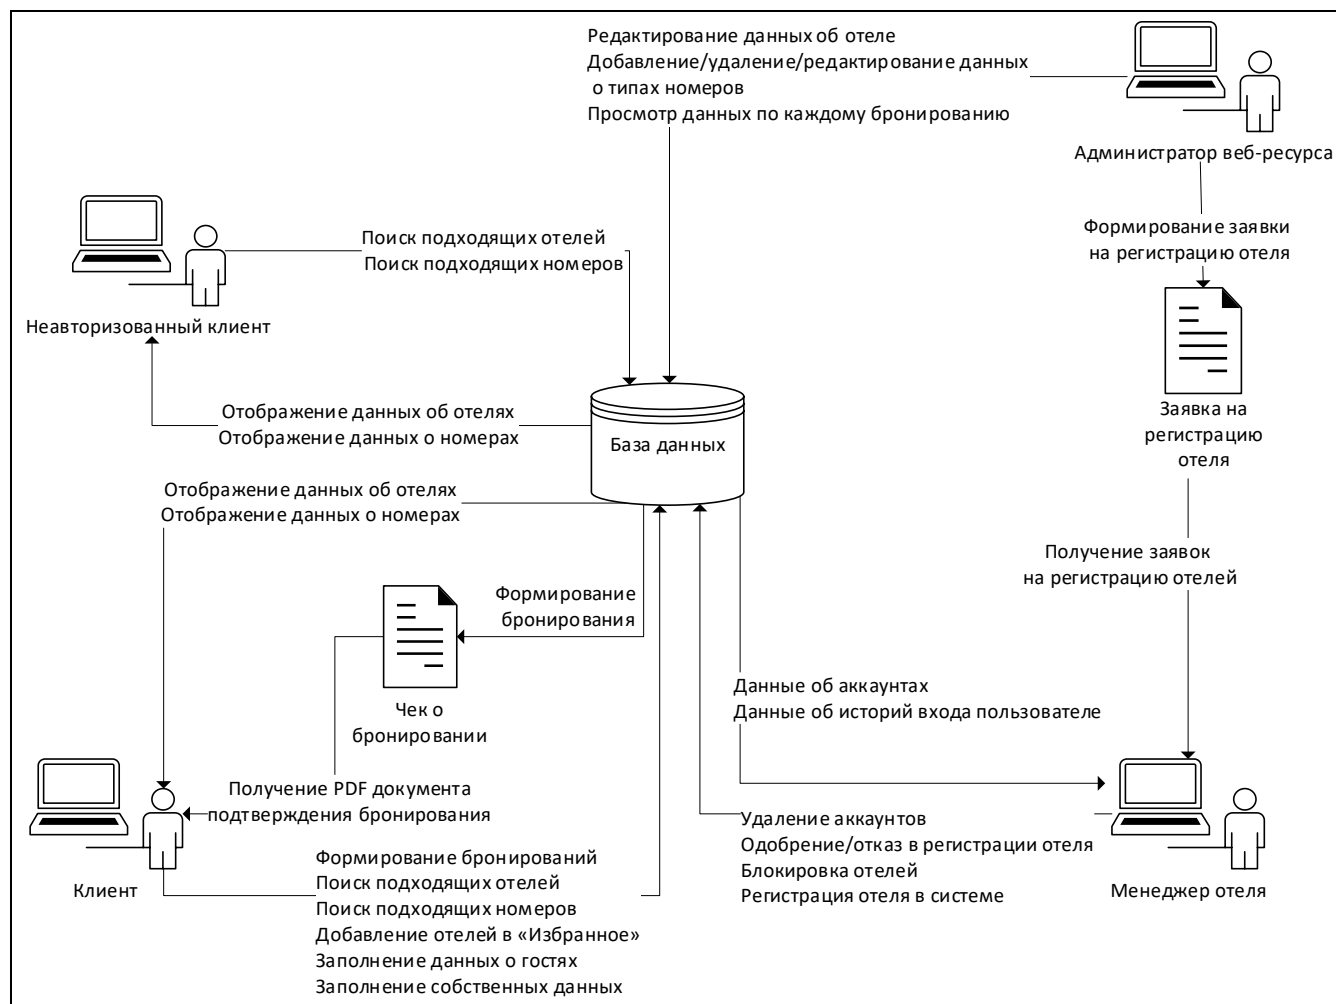 Редактирование данных об отеле
Добавление/удаление/редактирование данных
о типах номеров
Просмотр данных по каждому бронированию
Администратор веб-ресурса
Формирование заявки
на регистрацию отеля
Поиск подходящих отелей
Поиск подходящих номеров
Неавторизованный клиент
Отображение данных об отелях
Отображение данных о номерах
База данных
Заявка на
регистрацию
отеля
Отображение данных об отелях
Отображение данных о номерах
Получение заявок
на регистрацию отелей
Формирование
бронирования
Чек о
бронировании
Данные об аккаунтах
Данные об историй входа пользователе
Получение PDF документа
подтверждения бронирования
Клиент
Формирование бронирований
Поиск подходящих отелей
Поиск подходящих номеров
Добавление отелей в «Избранное»
Заполнение данных о гостях
Заполнение собственных данных
Удаление аккаунтов
Одобрение/отказ в регистрации отеля
Блокировка отелей
Регистрация отеля в системе
Менеджер отеля